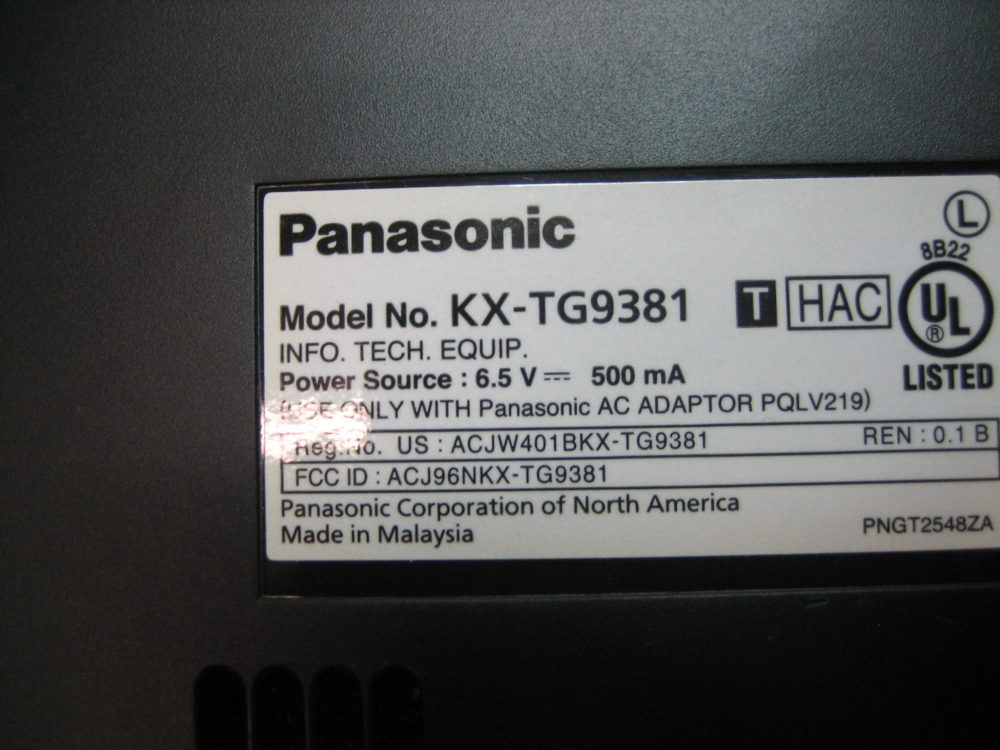 Panasonic
L
8B22
Model No. KX-TG9381 T HAC
UL
®
LISTED
INFO. TECH. EQUIP.
Power Source : 6.5 V ⎓ 500 mA
(USE ONLY WITH Panasonic AC ADAPTOR PQLV219)
Reg. No. US : ACJW401BKX-TG9381 REN : 0.1 B
FCC ID : ACJ96NKX-TG9381
Panasonic Corporation of North America
Made in Malaysia PNGT2548ZA